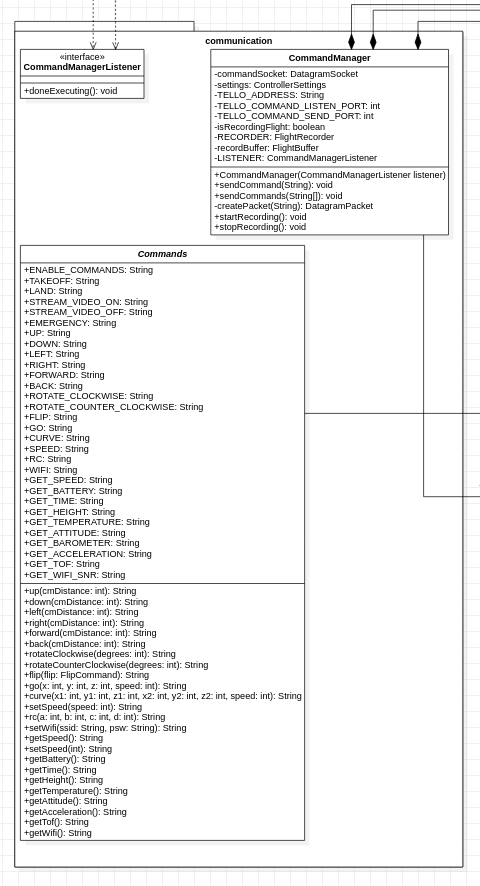 communication
«interface»
CommandManagerListener
+doneExecuting(): void
CommandManager
-commandSocket: DatagramSocket
-settings: ControllerSettings
-TELLO_ADDRESS: String
-TELLO_COMMAND_LISTEN_PORT: int
-TELLO_COMMAND_SEND_PORT: int
-isRecordingFlight: boolean
-RECORDER: FlightRecorder
-recordBuffer: FlightBuffer
-LISTENER: CommandManagerListener
+CommandManager(CommandManagerListener listener)
+sendCommand(String): void
+sendCommands(String[]): void
-createPacket(String): DatagramPacket
+startRecording(): void
+stopRecording(): void
Commands
+ENABLE_COMMANDS: String
+TAKEOFF: String
+LAND: String
+STREAM_VIDEO_ON: String
+STREAM_VIDEO_OFF: String
+EMERGENCY: String
+UP: String
+DOWN: String
+LEFT: String
+RIGHT: String
+FORWARD: String
+BACK: String
+ROTATE_CLOCKWISE: String
+ROTATE_COUNTER_CLOCKWISE: String
+FLIP: String
+GO: String
+CURVE: String
+SPEED: String
+RC: String
+WIFI: String
+GET_SPEED: String
+GET_BATTERY: String
+GET_TIME: String
+GET_HEIGHT: String
+GET_TEMPERATURE: String
+GET_ATTITUDE: String
+GET_BAROMETER: String
+GET_ACCELERATION: String
+GET_TOF: String
+GET_WIFI_SNR: String
+up(cmDistance: int): String
+down(cmDistance: int): String
+left(cmDistance: int): String
+right(cmDistance: int): String
+forward(cmDistance: int): String
+back(cmDistance: int): String
+rotateClockwise(degrees: int): String
+rotateCounterClockwise(degrees: int): String
+flip(flip: FlipCommand): String
+go(x: int, y: int, z: int, speed: int): String
+curve(x1: int, y1: int, z1: int, x2: int, y2: int, z2: int, speed: int): String
+setSpeed(speed: int): String
+rc(a: int, b: int, c: int, d: int): String
+setWifi(ssid: String, psw: String): String
+getSpeed(): String
+setSpeed(int): String
+getBattery(): String
+getTime(): String
+getHeight(): String
+getTemperature(): String
+getAttitude(): String
+getAcceleration(): String
+getTof(): String
+getWifi(): String